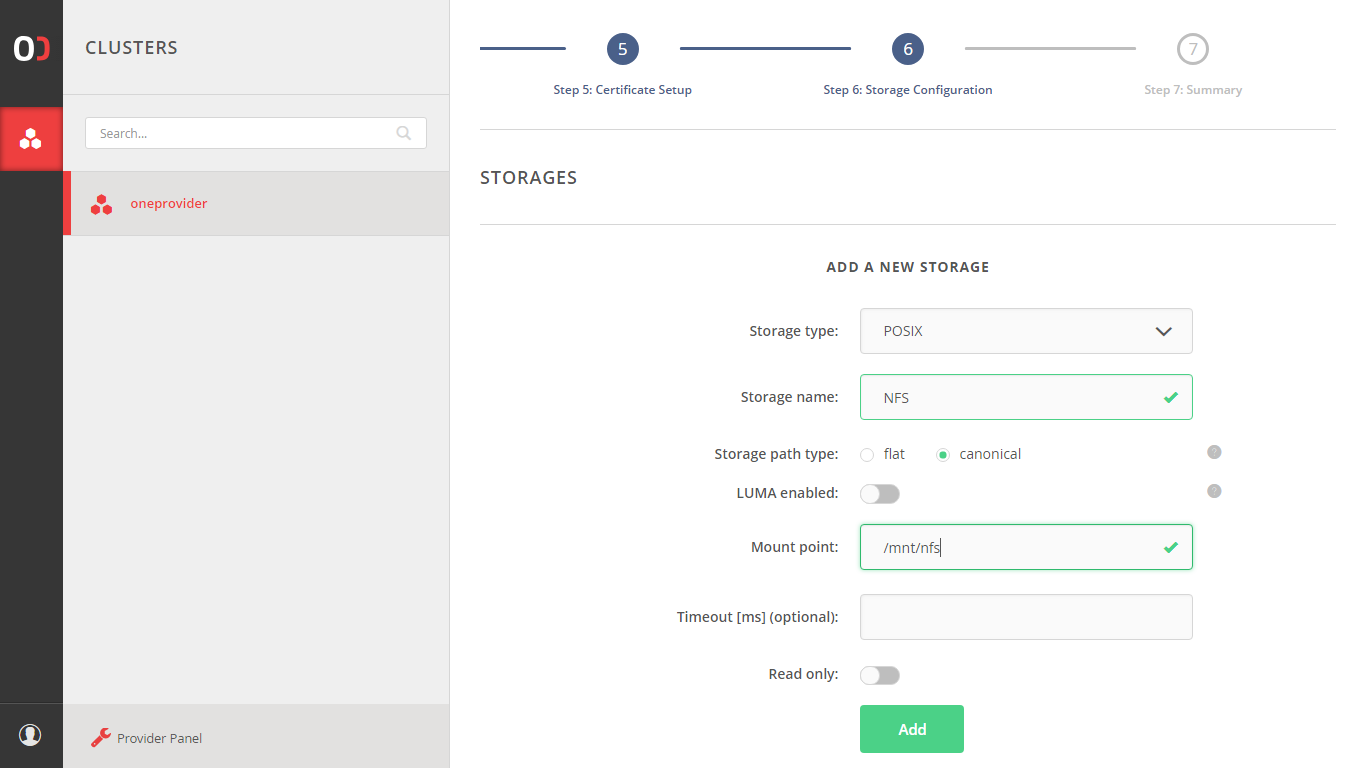 CLUSTERS
Search...
oneprovider
Provider Panel
5
6
7
Step 5: Certificate Setup
Step 6: Storage Configuration
Step 7: Summary
STORAGES
ADD A NEW STORAGE
Storage type: POSIX
Storage name: NFS
Storage path type: flat canonical ?
LUMA enabled: ?
Mount point: /mnt/nfs
Timeout [ms] (optional):
Read only:
Add